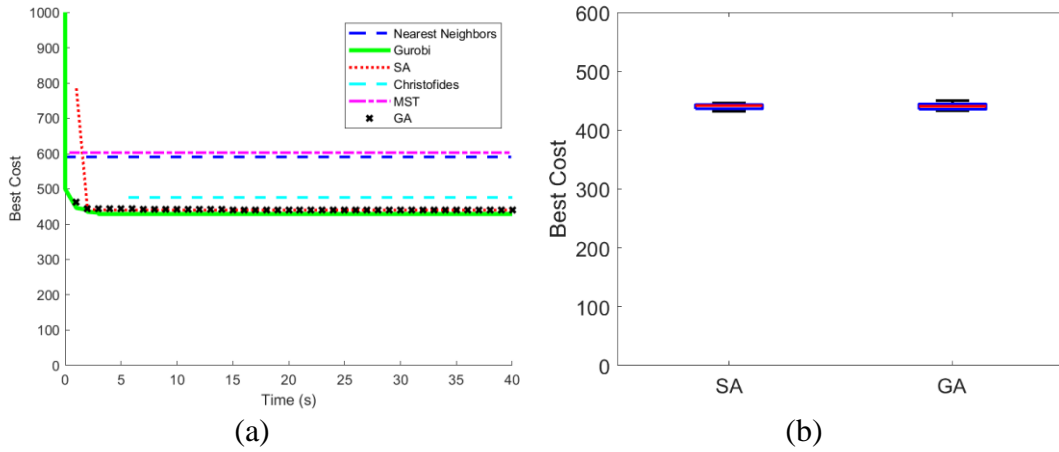 1000
900
800
700
600
500
400
300
200
100
0
Best Cost
0 5 10 15 20 25 30 35 40
Time (s)
Nearest Neighbors
Gurobi
SA
Christofides
MST
GA
(a)
600
500
400
300
200
100
0
Best Cost
SA GA
(b)